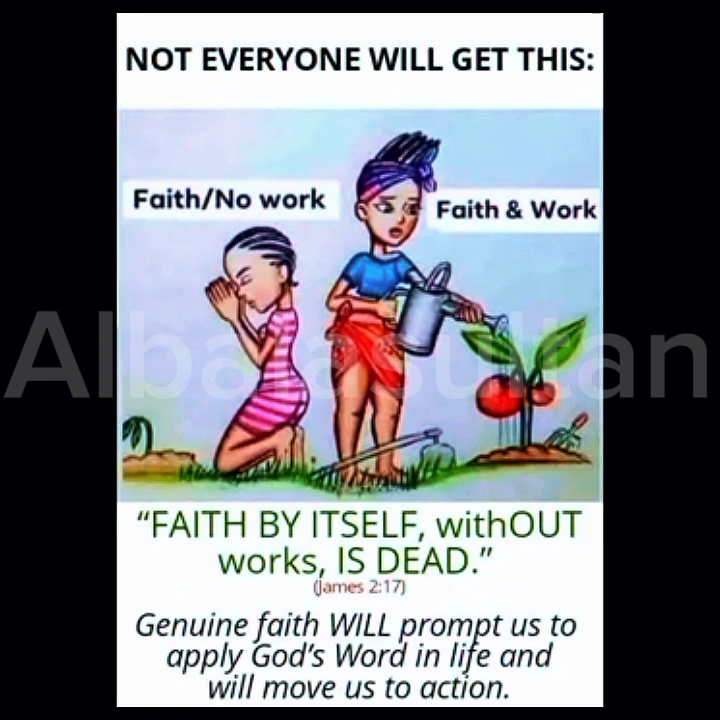 NOT EVERYONE WILL GET THIS:
Faith/No work
Faith & Work
Albalasultan
“FAITH BY ITSELF, withOUT
works, IS DEAD.”
(James 2:17)
Genuine faith WILL prompt us to
apply God’s Word in life and
will move us to action.